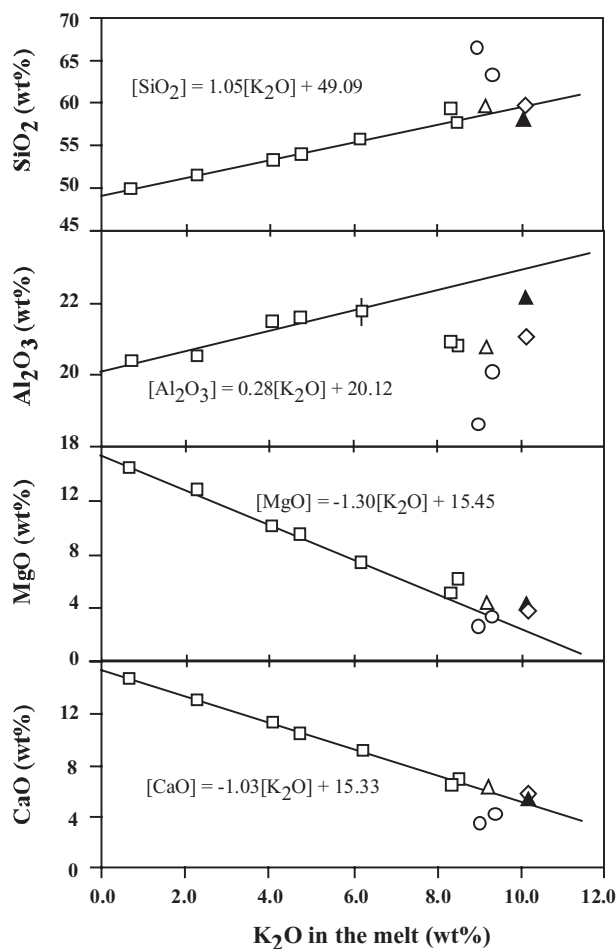 70
65
60
55
50
45
SiO2 (wt%)
[SiO2] = 1.05[K2O] + 49.09
22
20
18
Al2O3 (wt%)
[Al2O3] = 0.28[K2O] + 20.12
12
8
4
0
MgO (wt%)
[MgO] = -1.30[K2O] + 15.45
12
8
4
0
CaO (wt%)
[CaO] = -1.03[K2O] + 15.33
0.0 2.0 4.0 6.0 8.0 10.0 12.0
K2O in the melt (wt%)